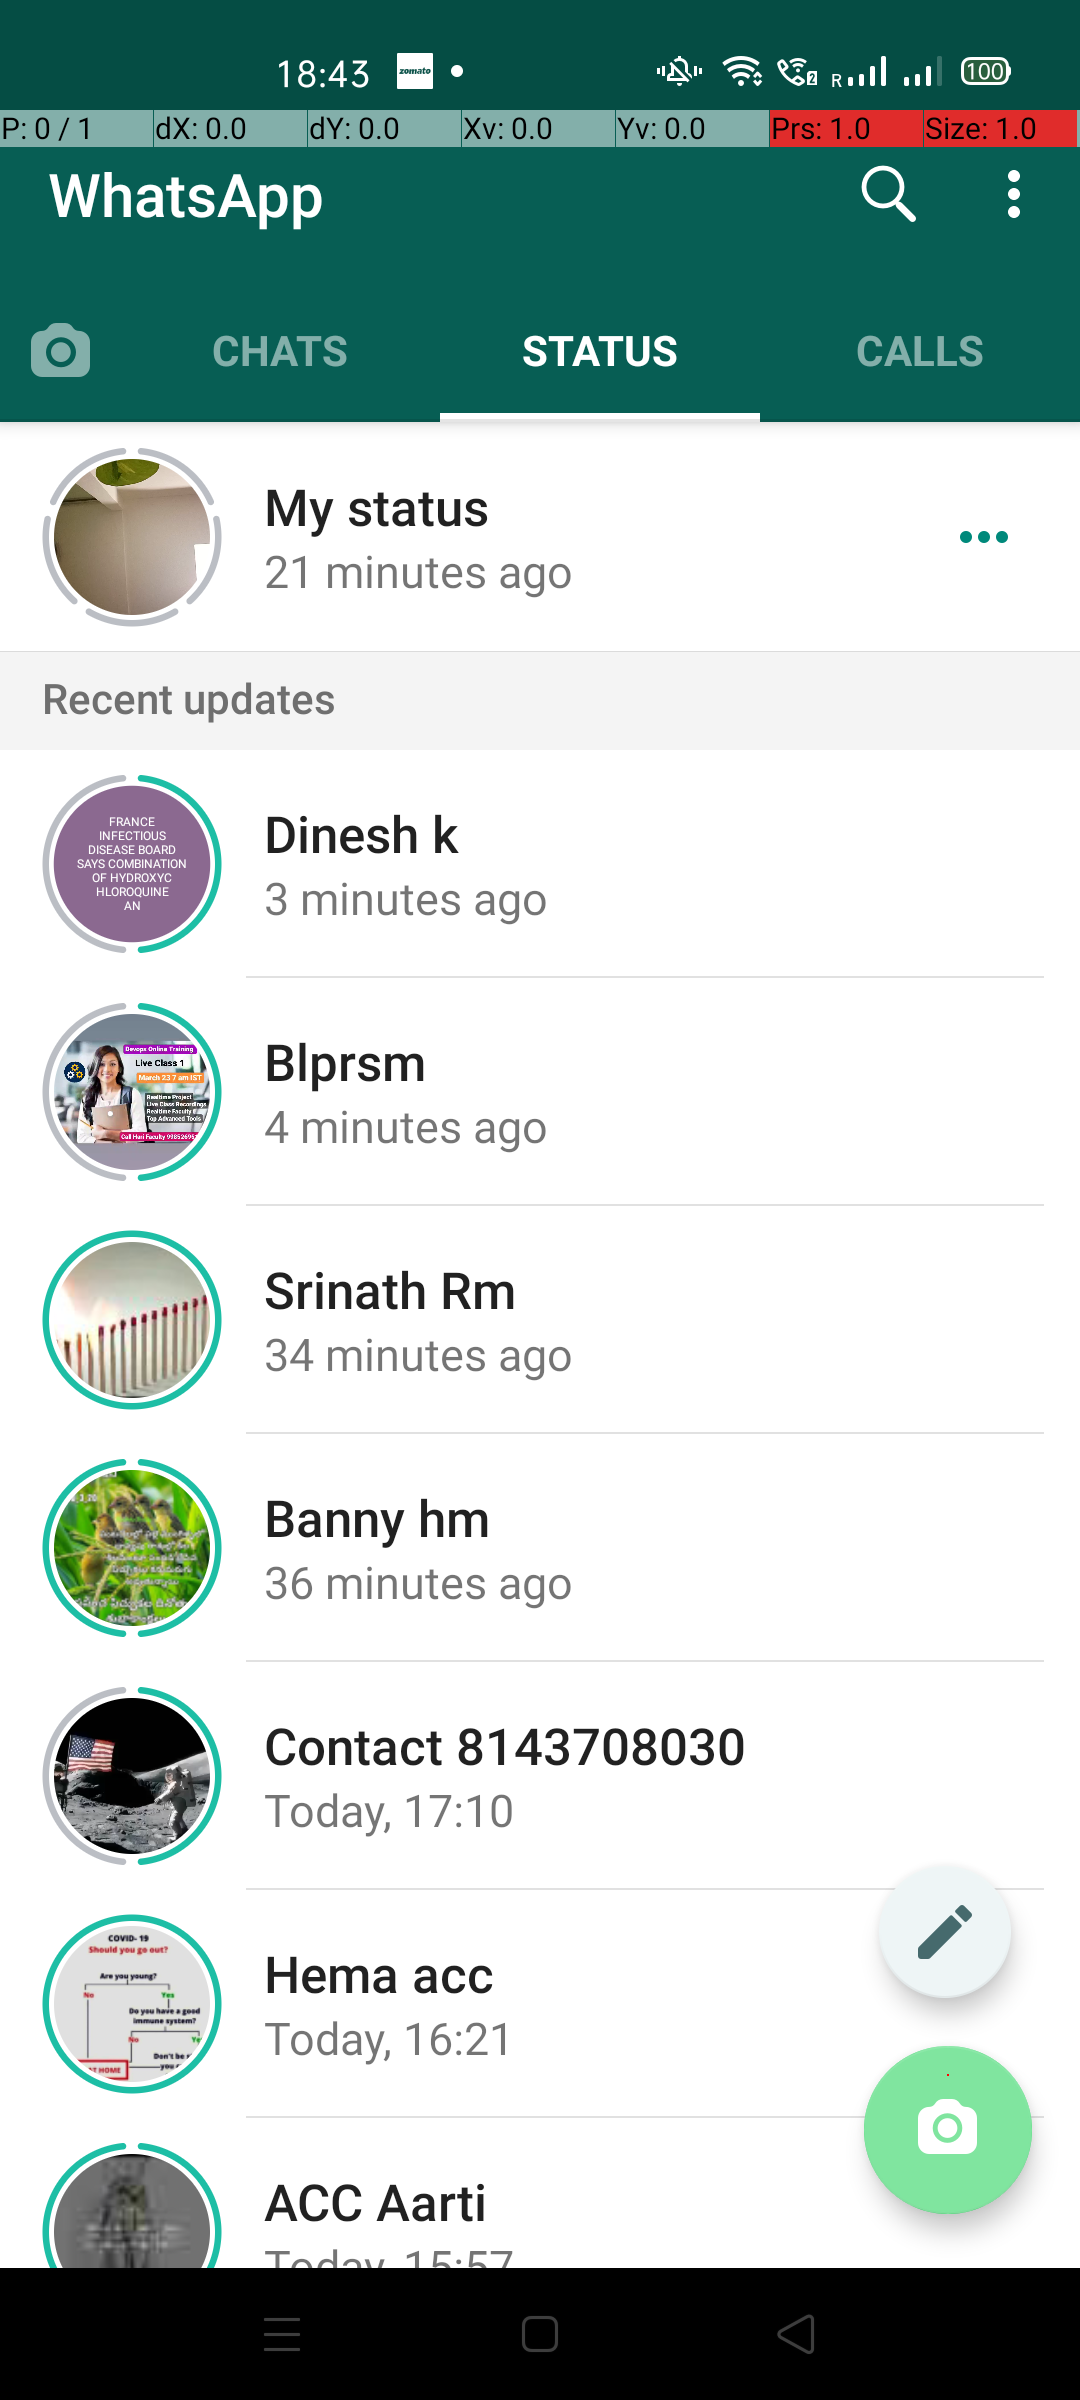 18:43 zomato 100
P: 0 / 1 dX: 0.0 dY: 0.0 Xv: 0.0 Yv: 0.0 Prs: 1.0 Size: 1.0
WhatsApp
CHATS STATUS CALLS
My status
21 minutes ago
Recent updates
FRANCE
INFECTIOUS
DISEASE BOARD
SAYS COMBINATION
OF HYDROXYC
HLOROQUINE
AN
Dinesh k
3 minutes ago
Devops Online Training
Live Class 1
March 23 7 am IST
Realtime Project
Live Class Recordings
Realtime Faculty
Top Advanced Tools
Call Hari Faculty
Blprsm
4 minutes ago
Srinath Rm
34 minutes ago
Banny hm
36 minutes ago
Contact 8143708030
Today, 17:10
COVID- 19
Should you go out?
Are you young?
No Yes
Do you have a good
immune system?
No
Don't be
you
HOME
Hema acc
Today, 16:21
ACC Aarti
Today, 15:57